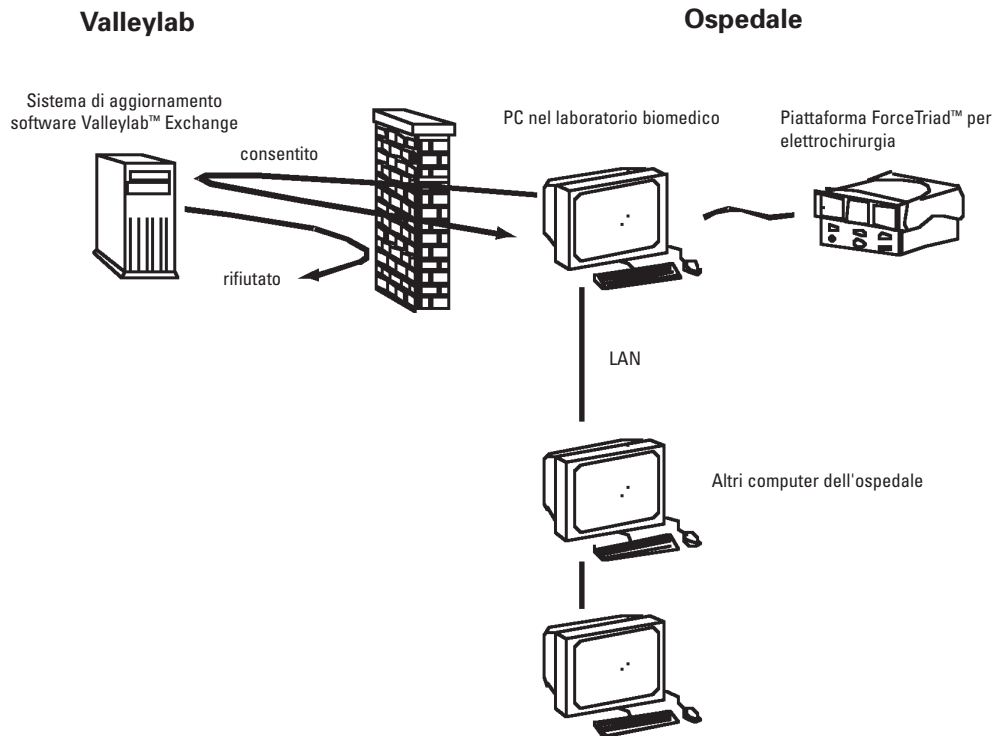 Valleylab
Ospedale
Sistema di aggiornamento
software Valleylab™ Exchange
PC nel laboratorio biomedico
Piattaforma ForceTriad™ per
elettrochirurgia
consentito
rifiutato
LAN
Altri computer dell'ospedale